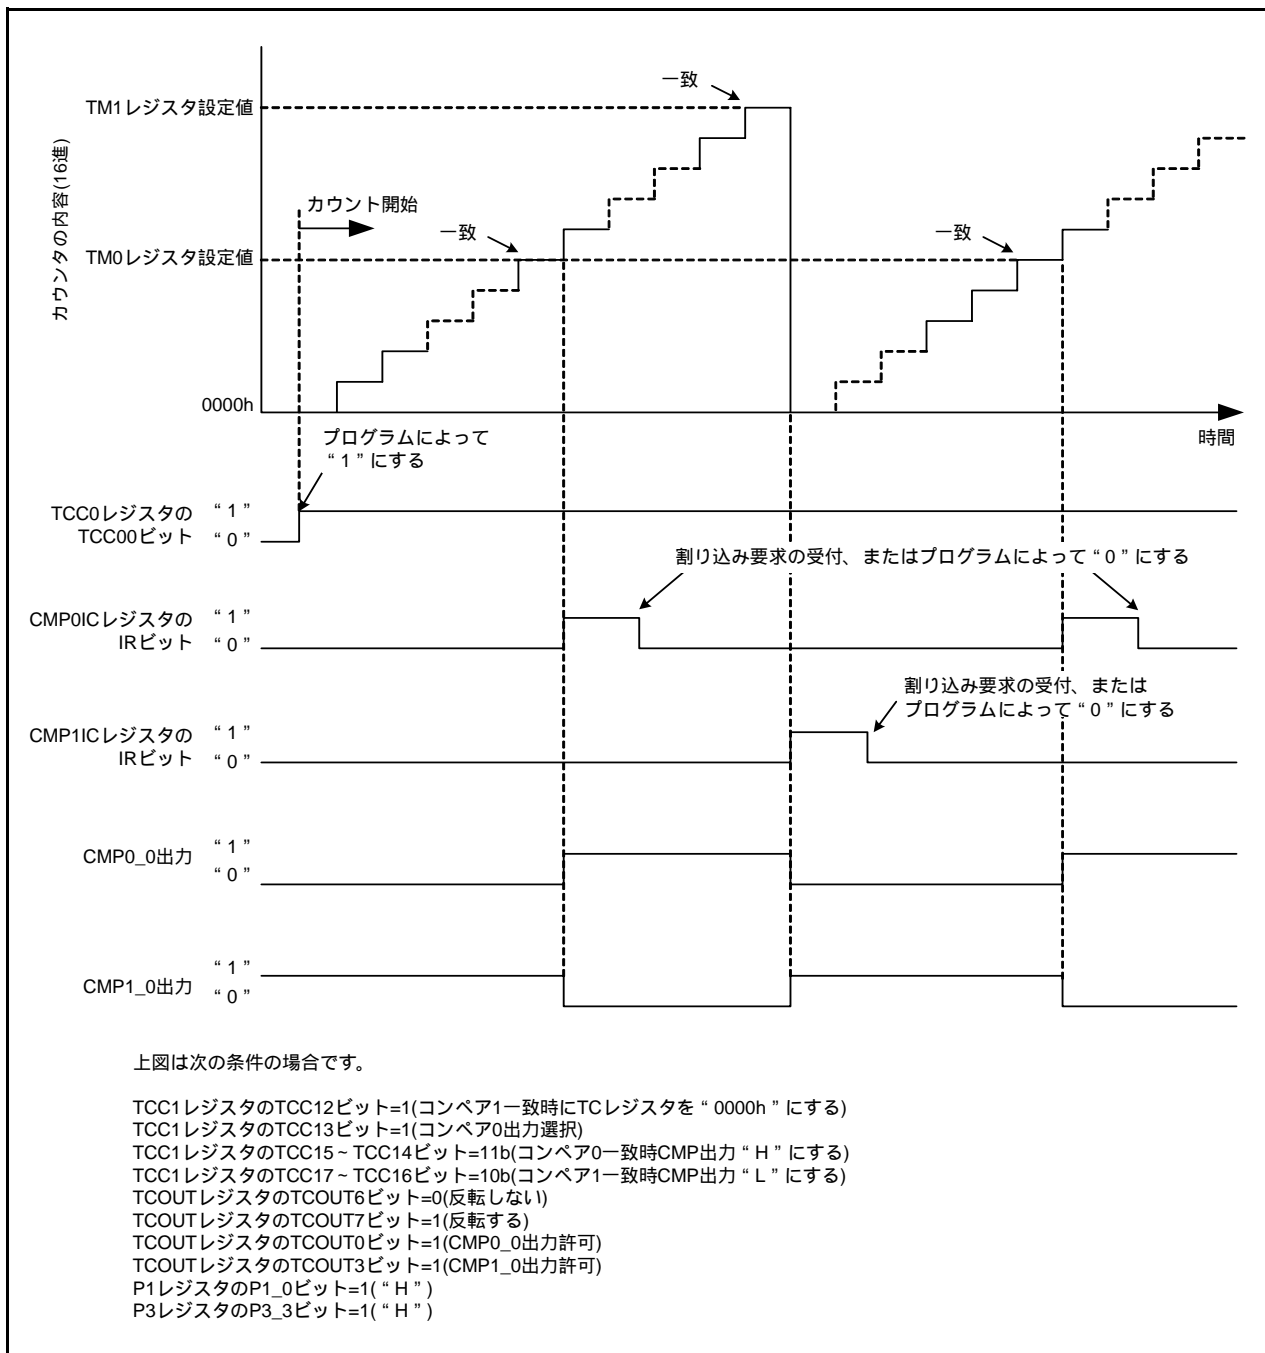 一致
TM1レジスタ設定値
カウンタの内容(16進)
カウント開始
一致
一致
TM0レジスタ設定値
0000h
時間
プログラムによって
“ 1 ” にする
TCC0レジスタの
TCC00ビット
“ 1 ”
“ 0 ”
割り込み要求の受付、またはプログラムによって “ 0 ” にする
CMP0ICレジスタの
IRビット
“ 1 ”
“ 0 ”
割り込み要求の受付、または
プログラムによって “ 0 ” にする
CMP1ICレジスタの
IRビット
“ 1 ”
“ 0 ”
CMP0_0出力
“ 1 ”
“ 0 ”
CMP1_0出力
“ 1 ”
“ 0 ”
上図は次の条件の場合です。
TCC1レジスタのTCC12ビット=1(コンペア1一致時にTCレジスタを “ 0000h ” にする)
TCC1レジスタのTCC13ビット=1(コンペア0出力選択)
TCC1レジスタのTCC15~TCC14ビット=11b(コンペア0一致時CMP出力 “ H ” にする)
TCC1レジスタのTCC17~TCC16ビット=10b(コンペア1一致時CMP出力 “ L ” にする)
TCOUTレジスタのTCOUT6ビット=0(反転しない)
TCOUTレジスタのTCOUT7ビット=1(反転する)
TCOUTレジスタのTCOUT0ビット=1(CMP0_0出力許可)
TCOUTレジスタのTCOUT3ビット=1(CMP1_0出力許可)
P1レジスタのP1_0ビット=1( “ H ” )
P3レジスタのP3_3ビット=1( “ H ” )